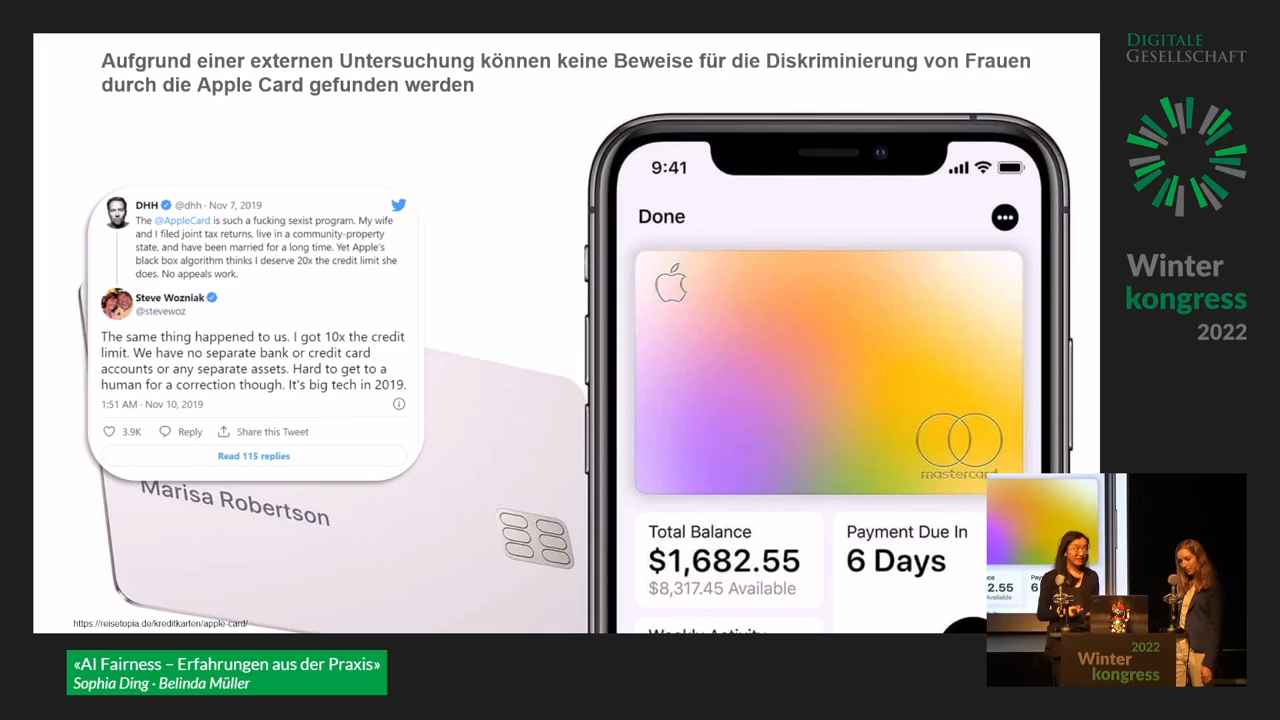 Aufgrund einer externen Untersuchung können keine Beweise für die Diskriminierung von Frauen
durch die Apple Card gefunden werden
DHH @dhh · Nov 7, 2019
The @AppleCard is such a fucking sexist program. My wife
and I filed joint tax returns, live in a community-property
state, and have been married for a long time. Yet Apple's
black box algorithm thinks I deserve 20x the credit limit she
does. No appeals work.
Steve Wozniak
@stevewoz
The same thing happened to us. I got 10x the credit
limit. We have no separate bank or credit card
accounts or any separate assets. Hard to get to a
human for a correction though. It's big tech in 2019.
1:51 AM · Nov 10, 2019
3.9K Reply Share this Tweet
Read 115 replies
Marisa Robertson
https://reisetopia.de/kreditkarten/apple-card/
9:41
Done
mastercard
Total Balance
$1,682.55
$8,317.45 Available
Payment Due In
6 Days
Weekly Activity
DIGITALE
GESELLSCHAFT
Winter
kongress
2022
2.55
Available
6
2022
Winter
kongress
«AI Fairness – Erfahrungen aus der Praxis»
Sophia Ding · Belinda Müller